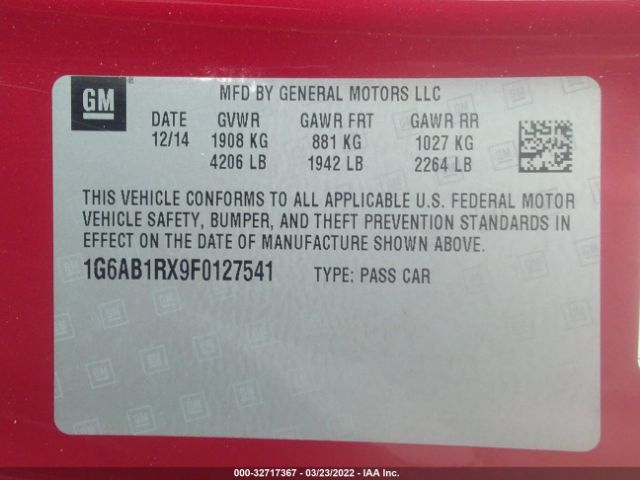 GM
MFD BY GENERAL MOTORS LLC
DATE GVWR GAWR FRT GAWR RR
12/14 1908 KG 881 KG 1027 KG
4206 LB 1942 LB 2264 LB
THIS VEHICLE CONFORMS TO ALL APPLICABLE U.S. FEDERAL MOTOR
VEHICLE SAFETY, BUMPER, AND THEFT PREVENTION STANDARDS IN
EFFECT ON THE DATE OF MANUFACTURE SHOWN ABOVE.
1G6AB1RX9F0127541 TYPE: PASS CAR
000-32717367 - 03/23/2022 - IAA Inc.